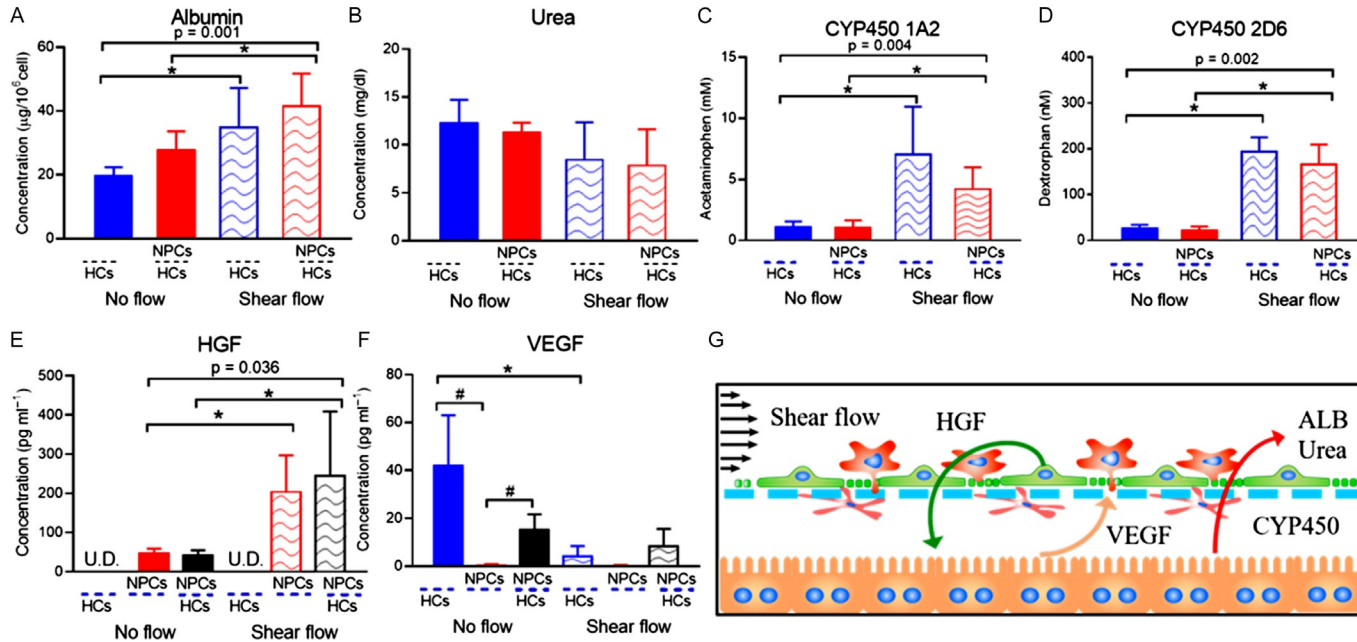 A
Albumin
p = 0.001
*
*
Concentration (µg/10⁶cell)
60
40
20
0
NPCs
HCs HCs HCs HCs
NPCs
No flow Shear flow
B
Urea
Concentration (mg/dl)
20
15
10
5
0
NPCs NPCs
HCs HCs HCs HCs
No flow Shear flow
C
CYP450 1A2
p = 0.004
*
*
Acetaminophen (mM)
15
10
5
0
NPCs NPCs
HCs HCs HCs HCs
No flow Shear flow
D
CYP450 2D6
p = 0.002
*
*
Dextrorphan (nM)
400
300
200
100
0
NPCs NPCs
HCs HCs HCs HCs
No flow Shear flow
E
HGF
p = 0.036
*
*
Concentration (pg ml⁻¹)
500
400
300
200
100
0
U.D. U.D.
NPCs NPCs NPCs NPCs
HCs HCs HCs HCs
No flow Shear flow
F
VEGF
*
#
#
Concentration (pg ml⁻¹)
80
60
40
20
0
NPCs NPCs NPCs NPCs
HCs HCs HCs HCs
No flow Shear flow
G
Shear flow
HGF
ALB
Urea
VEGF
CYP450